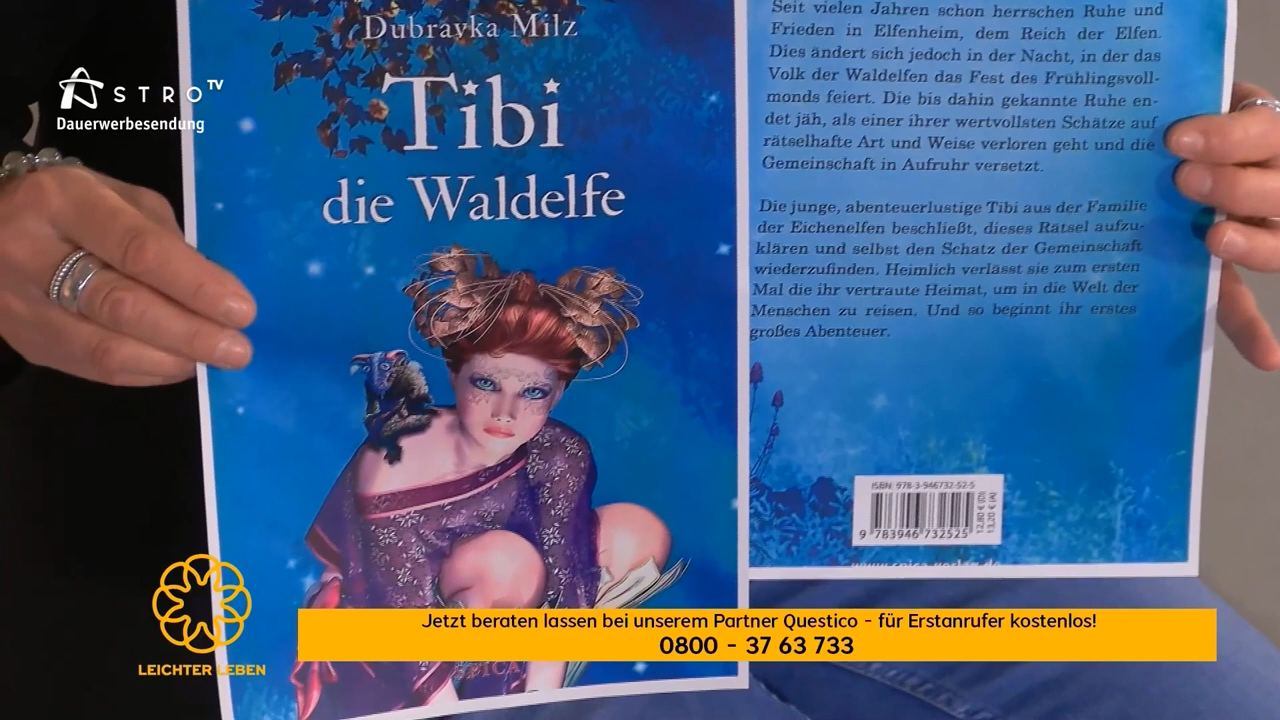 ASTRO TV
Dauerwerbesendung
Dubravka Milz
Tibi
die Waldelfe
Seit vielen Jahren schon herrschen Ruhe und
Frieden in Elfenheim, dem Reich der Elfen.
Dies ändert sich jedoch in der Nacht, in der das
Volk der Waldelfen das Fest des Frühlingsvoll-
monds feiert. Die bis dahin gekannte Ruhe en-
det jäh, als einer ihrer wertvollsten Schätze auf
rätselhafte Art und Weise verloren geht und die
Gemeinschaft in Aufruhr versetzt.
Die junge, abenteuerlustige Tibi aus der Familie
der Eichenelfen beschließt, dieses Rätsel aufzu-
klären und selbst den Schatz der Gemeinschaft
wiederzufinden. Heimlich verlässt sie zum ersten
Mal die ihr vertraute Heimat, um in die Welt der
Menschen zu reisen. Und so beginnt ihr erstes
großes Abenteuer.
ISBN: 978-3-946732-52-5
9 783946 732525
12,80 € (D)
13,20 € (A)
LEICHTER LEBEN
Jetzt beraten lassen bei unserem Partner Questico - für Erstanrufer kostenlos!
0800 - 37 63 733